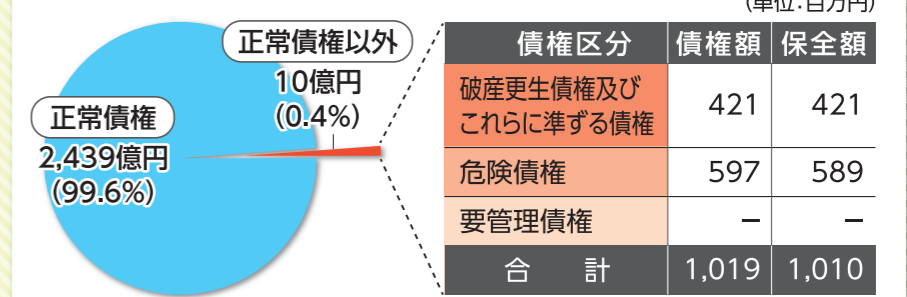 (単位:百万円)
正常債権以外
10億円
(0.4%)
正常債権
2,439億円
(99.6%)
債権区分 債権額 保全額
破産更生債権及び
これらに準ずる債権 421 421
危険債権 597 589
要管理債権 － －
合計 1,019 1,010